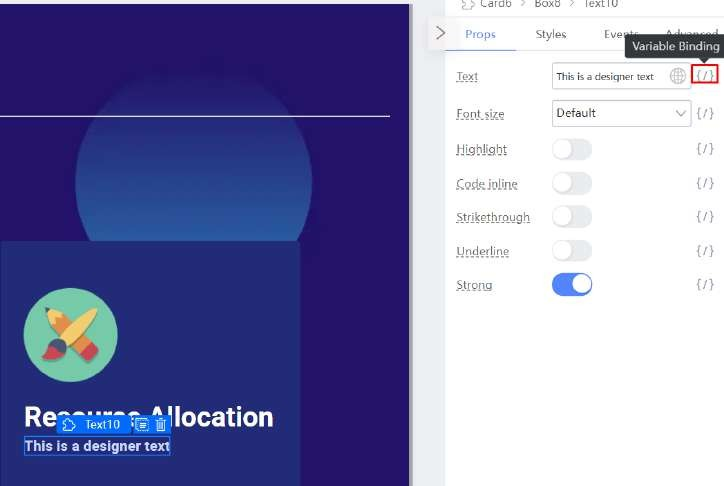 Card6 > Box8 > Text10
Props Styles Events Advanced
Variable Binding
Text This is a designer text {/}
Font size Default {/}
Highlight {/}
Code inline {/}
Strikethrough {/}
Underline {/}
Strong {/}
Resource Allocation
Text10
This is a designer text